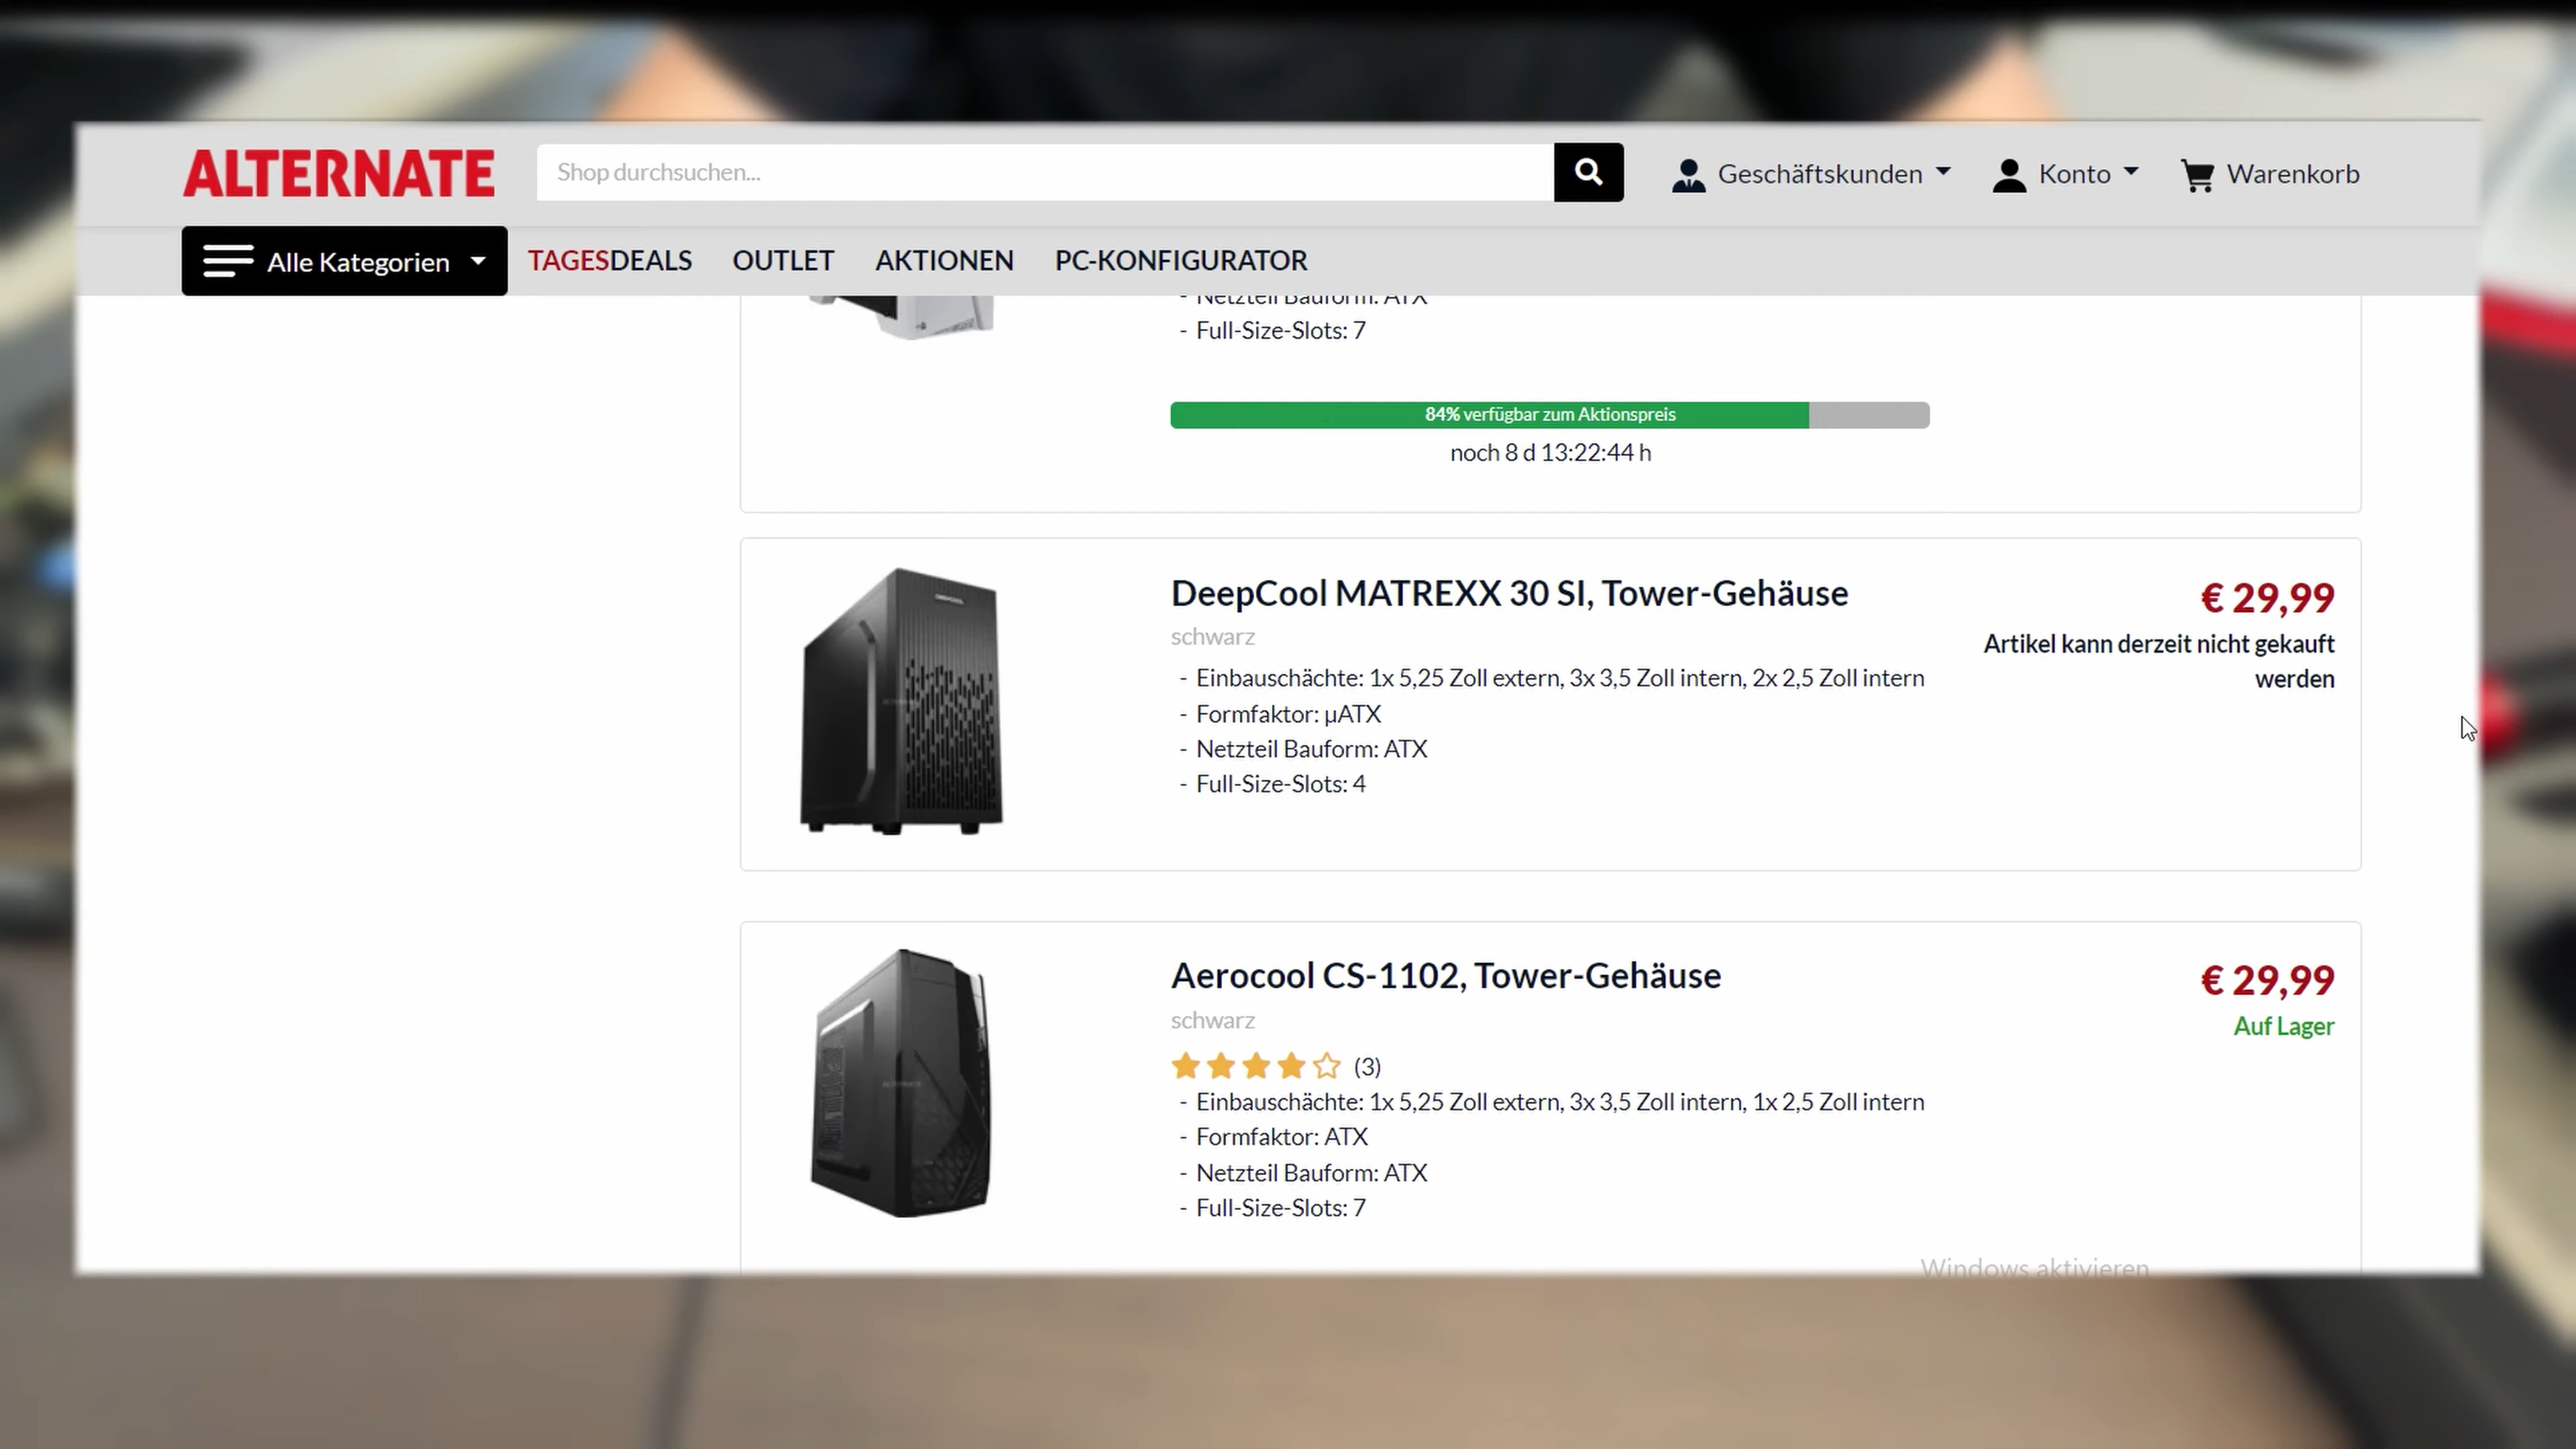 ALTERNATE
Shop durchsuchen...
Geschäftskunden
Konto
Warenkorb
Alle Kategorien
TAGESDEALS
OUTLET
AKTIONEN
PC-KONFIGURATOR
- Netzteil Bauform: ATX
- Full-Size-Slots: 7
84% verfügbar zum Aktionspreis
noch 8 d 13:22:44 h
DeepCool MATREXX 30 SI, Tower-Gehäuse
schwarz
- Einbauschächte: 1x 5,25 Zoll extern, 3x 3,5 Zoll intern, 2x 2,5 Zoll intern
- Formfaktor: µATX
- Netzteil Bauform: ATX
- Full-Size-Slots: 4
€ 29,99
Artikel kann derzeit nicht gekauft
werden
Aerocool CS-1102, Tower-Gehäuse
schwarz
(3)
- Einbauschächte: 1x 5,25 Zoll extern, 3x 3,5 Zoll intern, 1x 2,5 Zoll intern
- Formfaktor: ATX
- Netzteil Bauform: ATX
- Full-Size-Slots: 7
€ 29,99
Auf Lager
Windows aktivieren